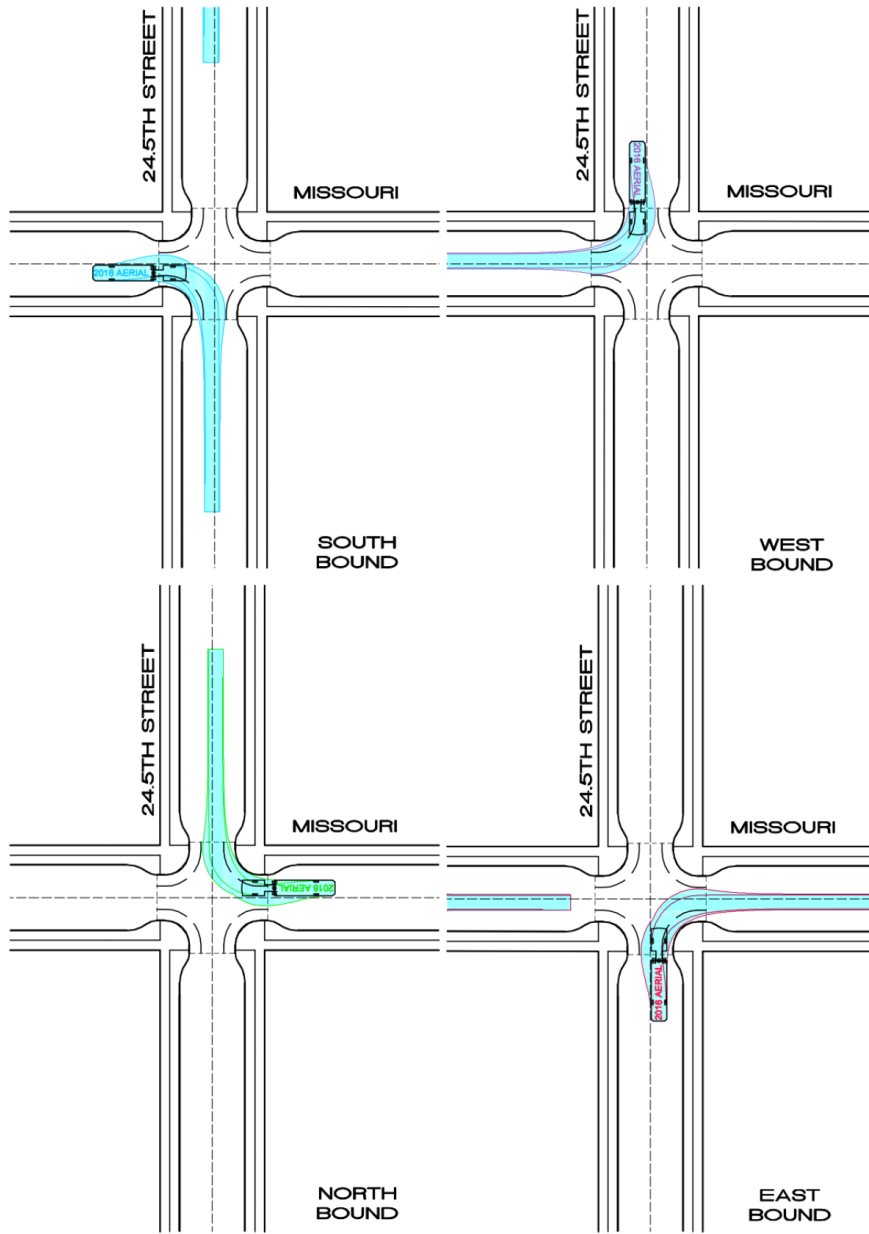 24.5TH STREET
MISSOURI
2016 AERIAL
SOUTH
BOUND
24.5TH STREET
MISSOURI
2016 AERIAL
WEST
BOUND
24.5TH STREET
MISSOURI
2016 AERIAL
NORTH
BOUND
24.5TH STREET
MISSOURI
2016 AERIAL
EAST
BOUND